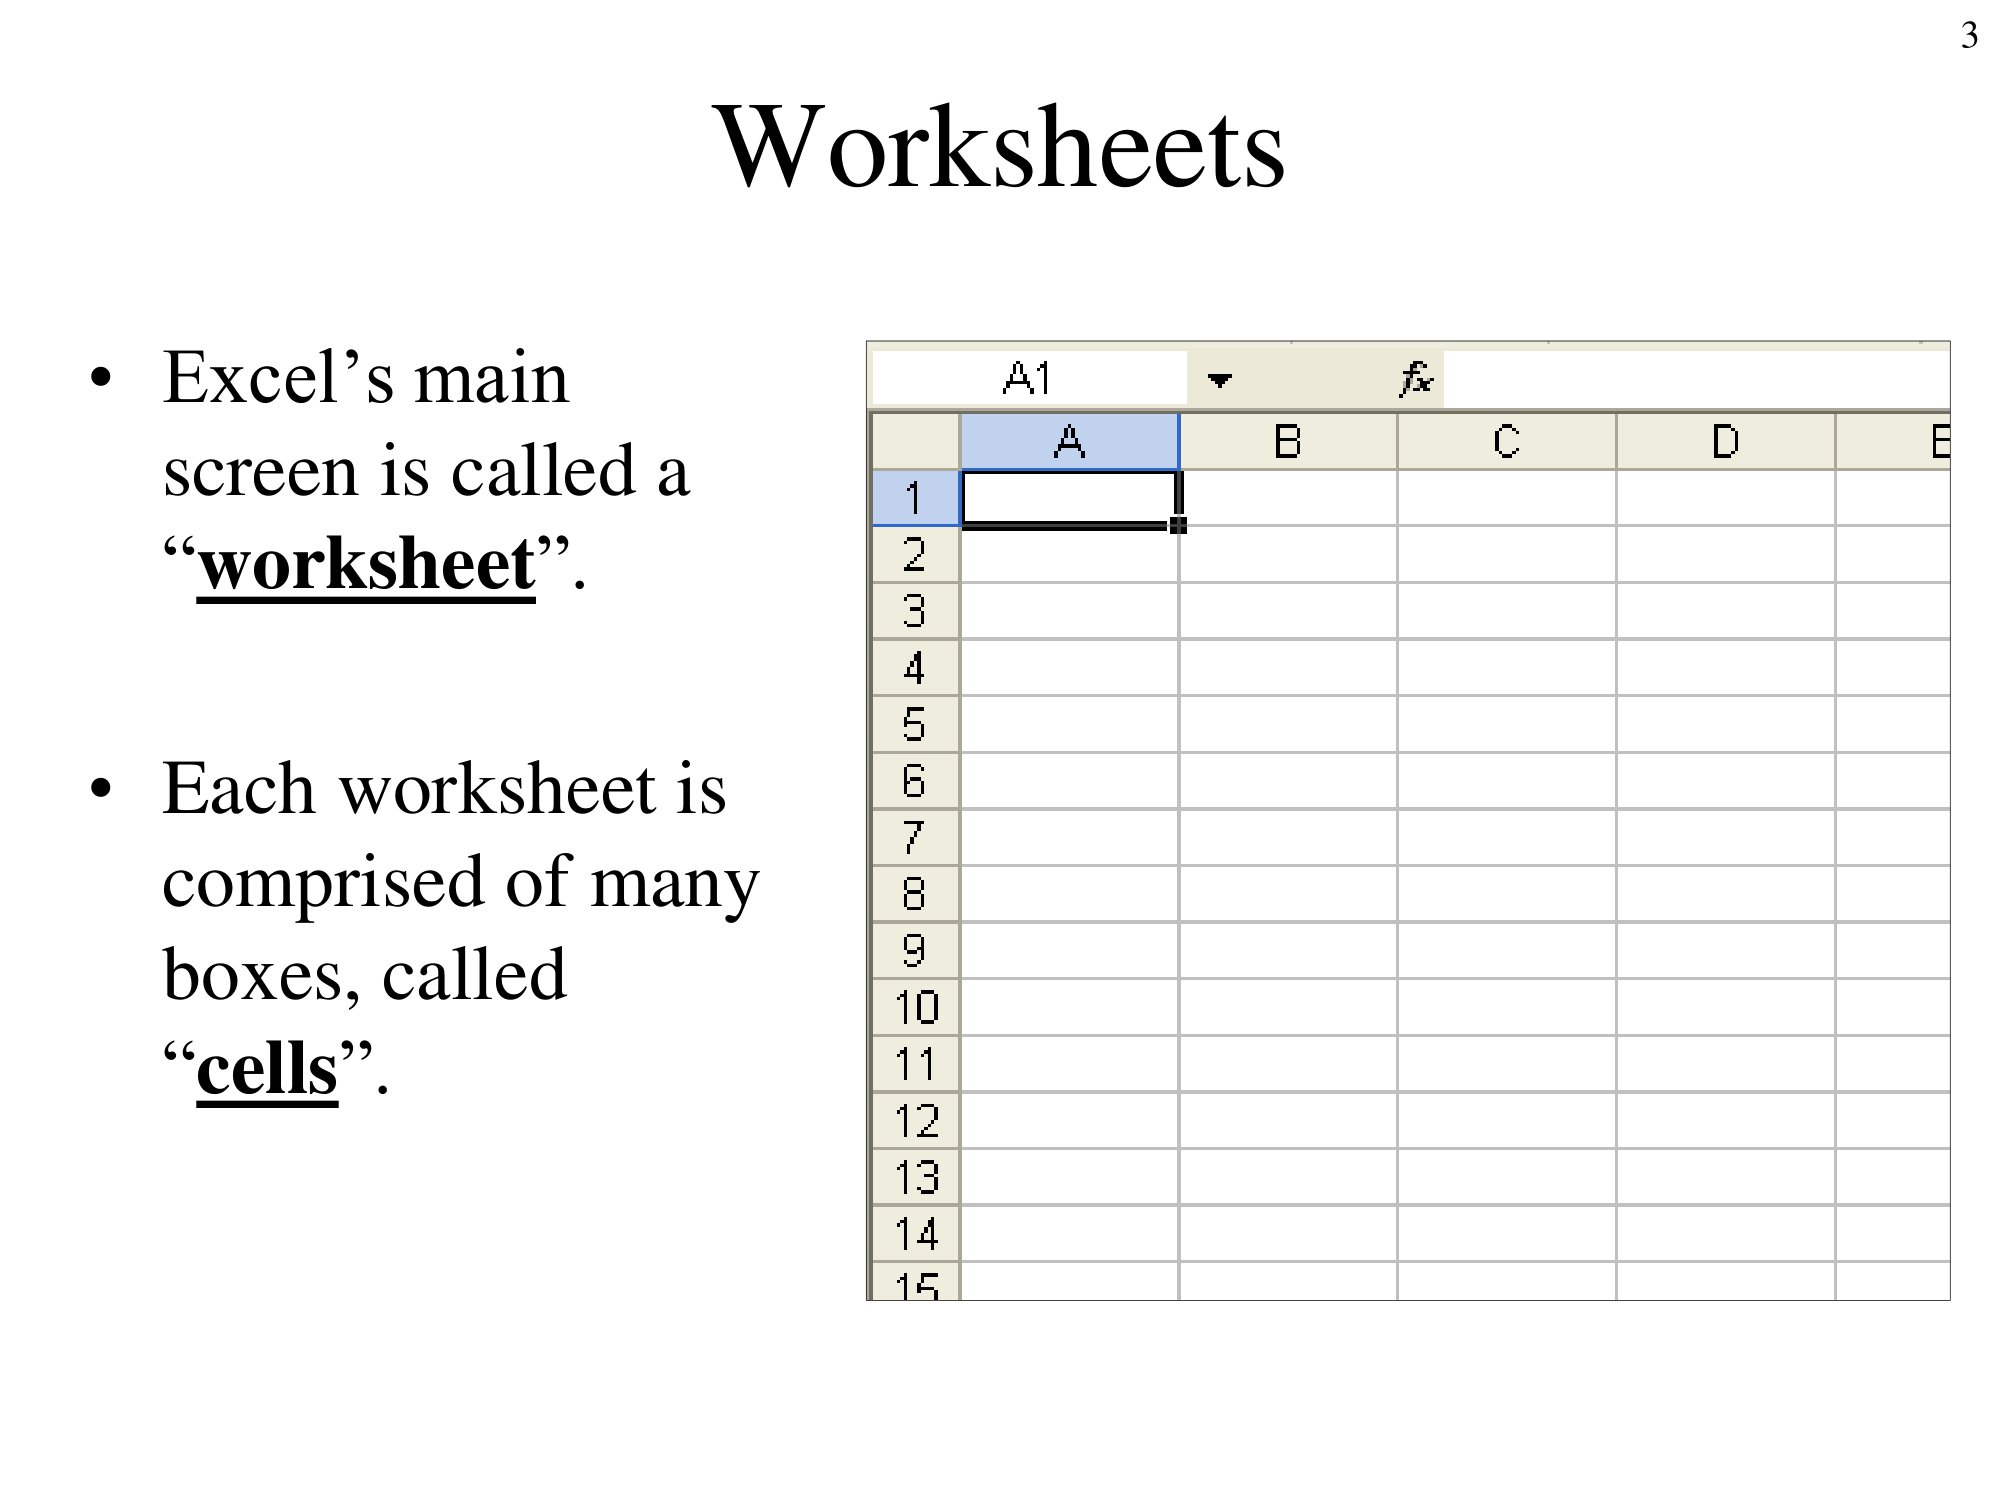 3
Worksheets
• Excel’s main
screen is called a
“worksheet”.
• Each worksheet is
comprised of many
boxes, called
“cells”.
A1 fx
A B C D E
1
2
3
4
5
6
7
8
9
10
11
12
13
14
15